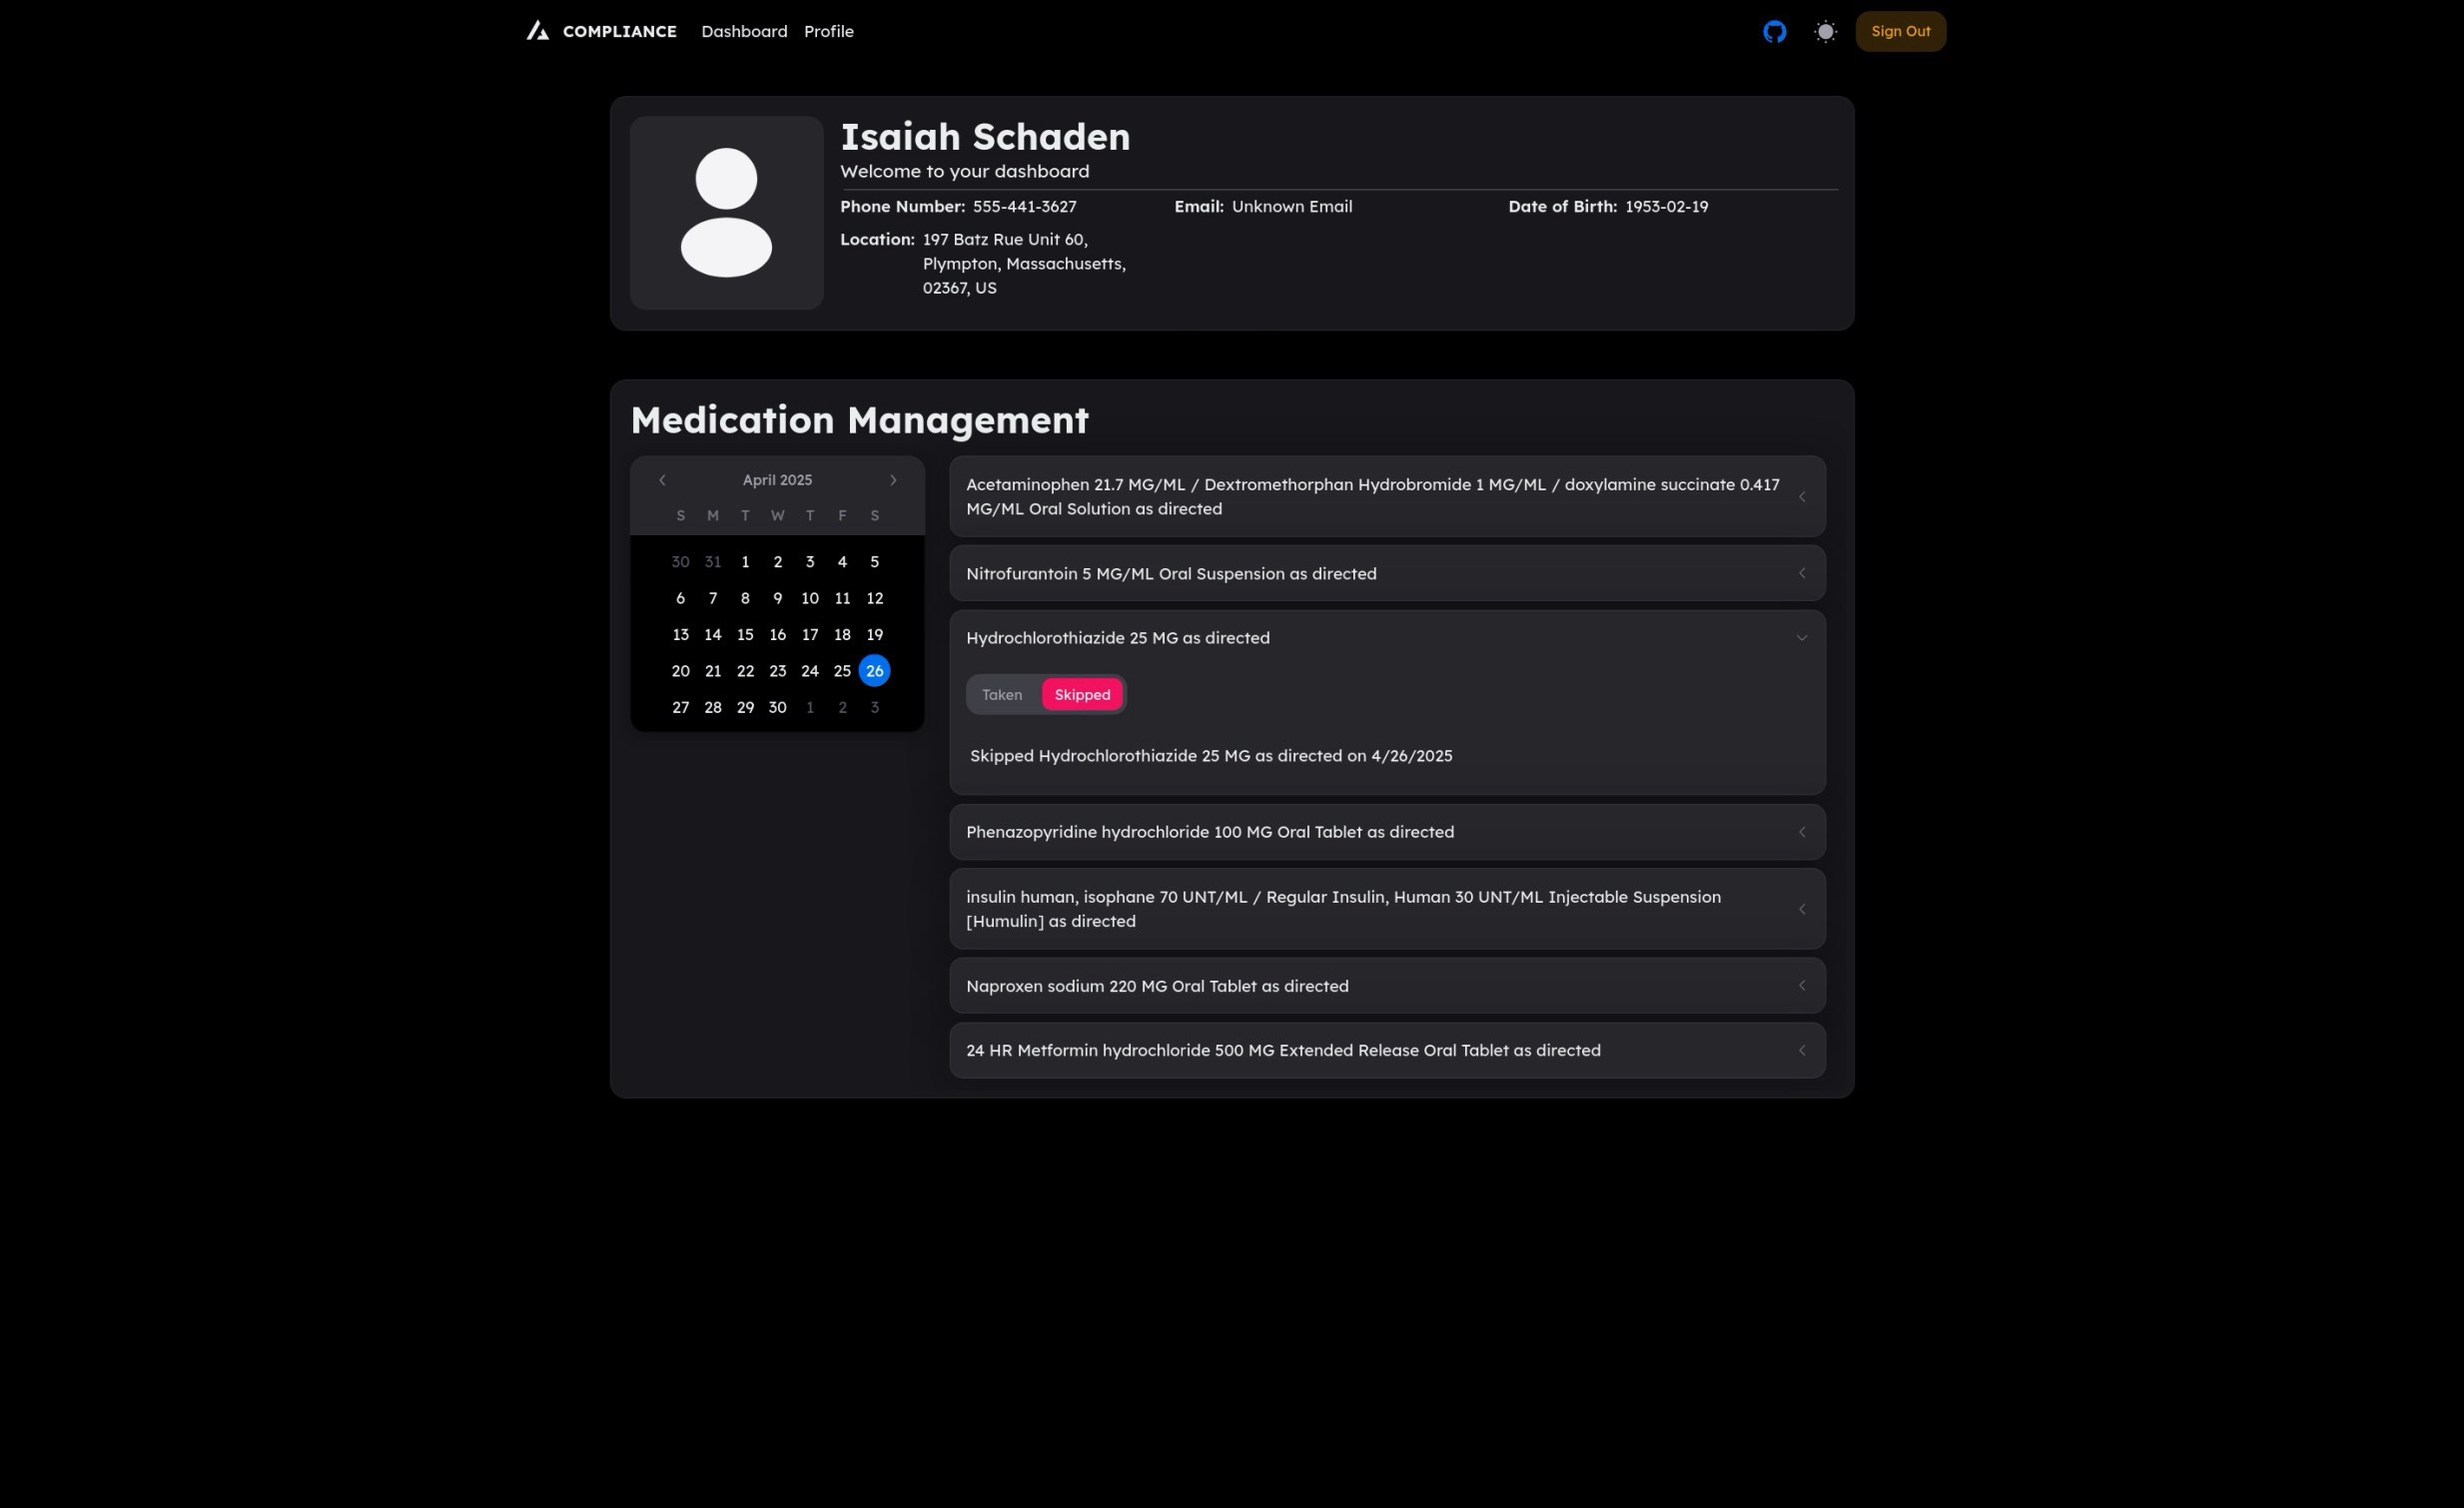 COMPLIANCE Dashboard Profile Sign Out
Isaiah Schaden
Welcome to your dashboard
Phone Number: 555-441-3627 Email: Unknown Email Date of Birth: 1953-02-19
Location: 197 Batz Rue Unit 60,
Plympton, Massachusetts,
02367, US
Medication Management
April 2025
S M T W T F S
30 31 1 2 3 4 5
6 7 8 9 10 11 12
13 14 15 16 17 18 19
20 21 22 23 24 25 26
27 28 29 30 1 2 3
Acetaminophen 21.7 MG/ML / Dextromethorphan Hydrobromide 1 MG/ML / doxylamine succinate 0.417
MG/ML Oral Solution as directed
Nitrofurantoin 5 MG/ML Oral Suspension as directed
Hydrochlorothiazide 25 MG as directed
Taken Skipped
Skipped Hydrochlorothiazide 25 MG as directed on 4/26/2025
Phenazopyridine hydrochloride 100 MG Oral Tablet as directed
insulin human, isophane 70 UNT/ML / Regular Insulin, Human 30 UNT/ML Injectable Suspension
[Humulin] as directed
Naproxen sodium 220 MG Oral Tablet as directed
24 HR Metformin hydrochloride 500 MG Extended Release Oral Tablet as directed